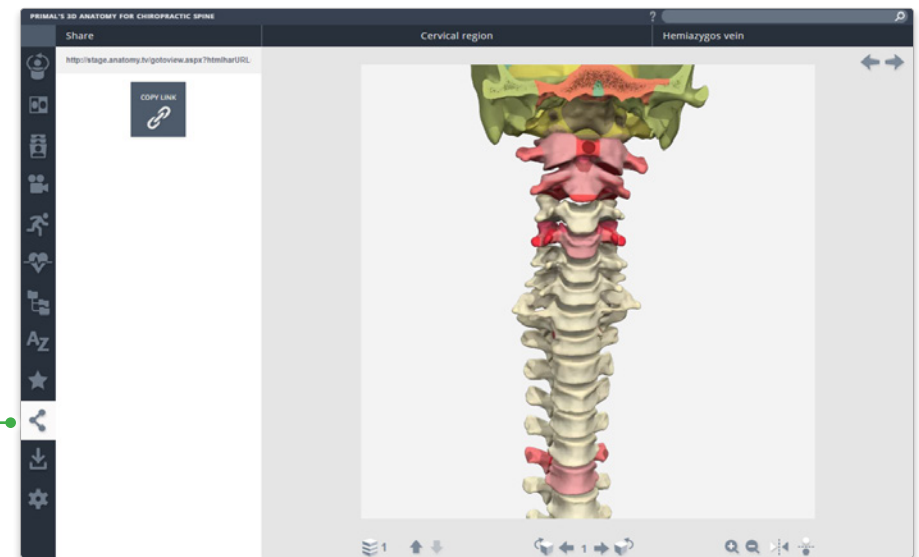 PRIMAL'S 3D ANATOMY FOR CHIROPRACTIC SPINE
?
Share
Cervical region
Hemiazygos vein
http://stage.anatomy.tv/gotoview.aspx?htmlharURL
COPY LINK
AZ
1
1